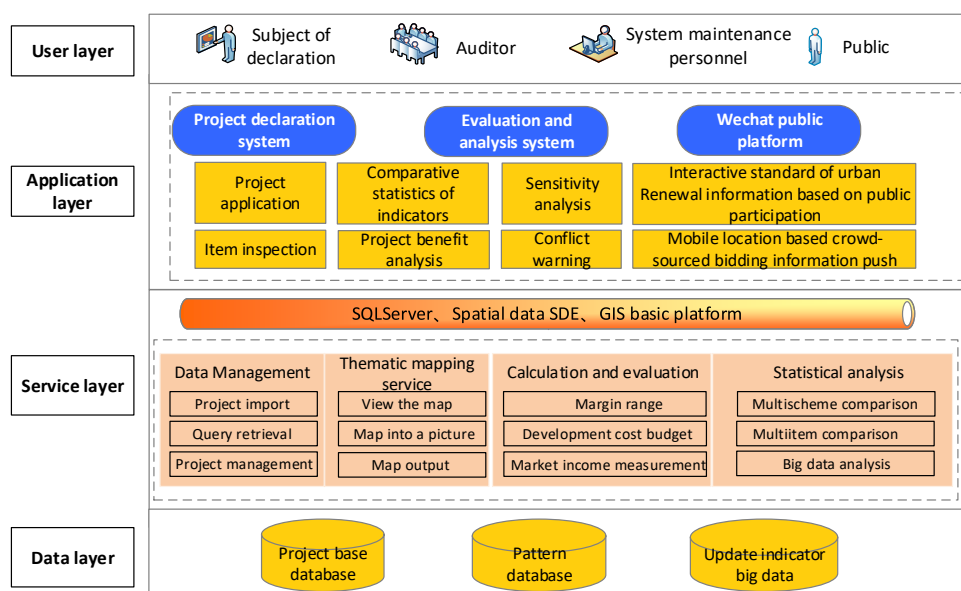 User layer
Subject of
declaration
Auditor
System maintenance
personnel
Public
Application
layer
Project declaration
system
Evaluation and
analysis system
Wechat public
platform
Project
application
Comparative
statistics of
indicators
Sensitivity
analysis
Interactive standard of urban
Renewal information based on public
participation
Item inspection
Project benefit
analysis
Conflict
warning
Mobile location based crowd-
sourced bidding information push
Service layer
SQLServer、Spatial data SDE、GIS basic platform
Data Management
Project import
Query retrieval
Project management
Thematic mapping
service
View the map
Map into a picture
Map output
Calculation and evaluation
Margin range
Development cost budget
Market income measurement
Statistical analysis
Multischeme comparison
Multiitem comparison
Big data analysis
Data layer
Project base
database
Pattern
database
Update indicator
big data